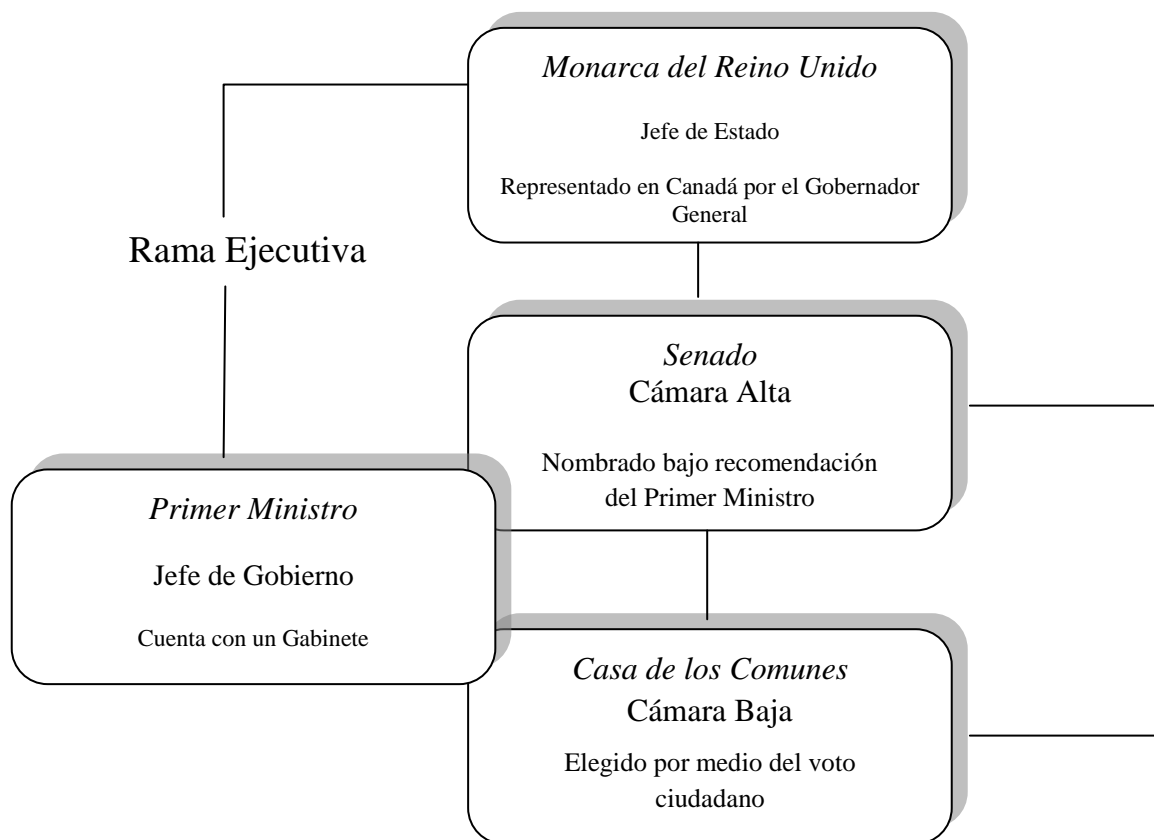 Monarca del Reino Unido
Jefe de Estado
Representado en Canadá por el Gobernador
General
Rama Ejecutiva
Senado
Cámara Alta
Nombrado bajo recomendación
del Primer Ministro
Primer Ministro
Jefe de Gobierno
Cuenta con un Gabinete
Casa de los Comunes
Cámara Baja
Elegido por medio del voto
ciudadano